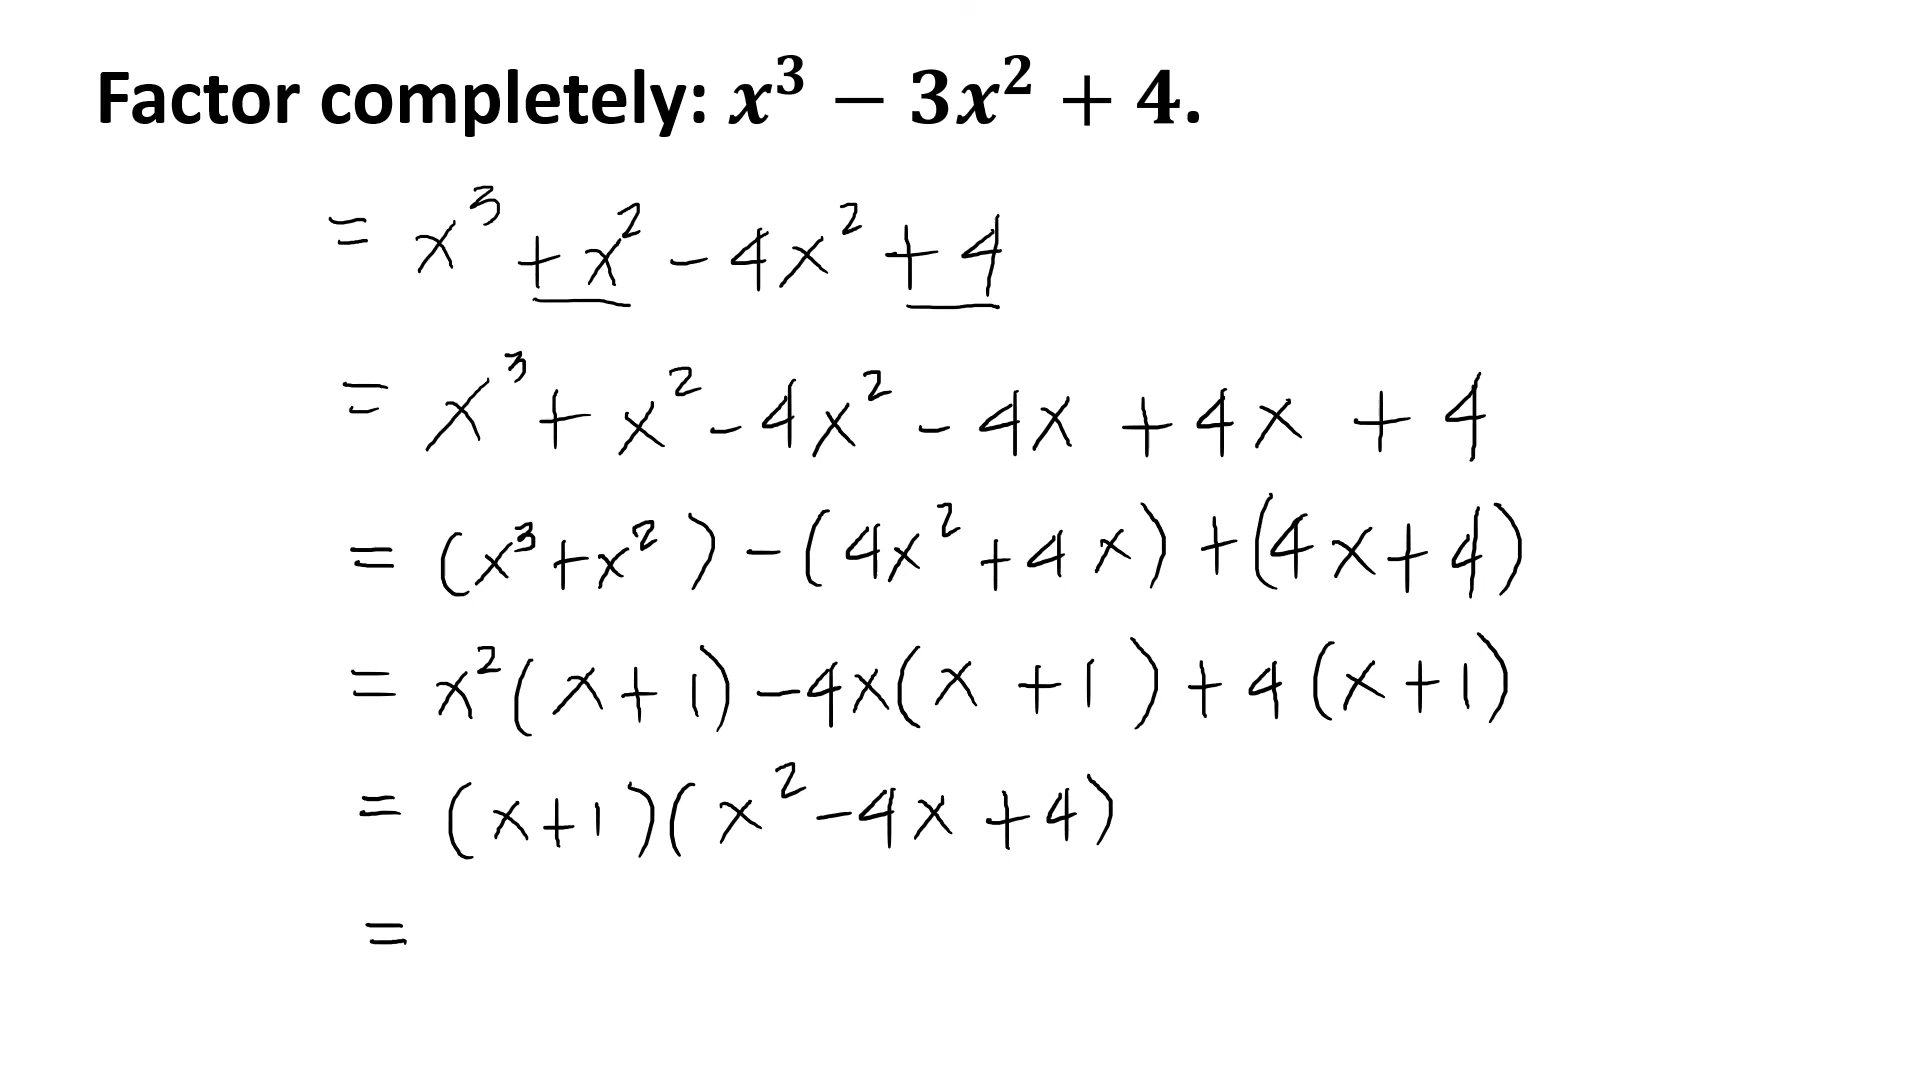 Factor completely: x³ − 3x² + 4.
= x³ + x² - 4x² + 4
= x³ + x² - 4x² - 4x + 4x + 4
= (x³ + x²) - (4x² + 4x) + (4x + 4)
= x²(x + 1) - 4x(x + 1) + 4(x + 1)
= (x + 1)(x² - 4x + 4)
=